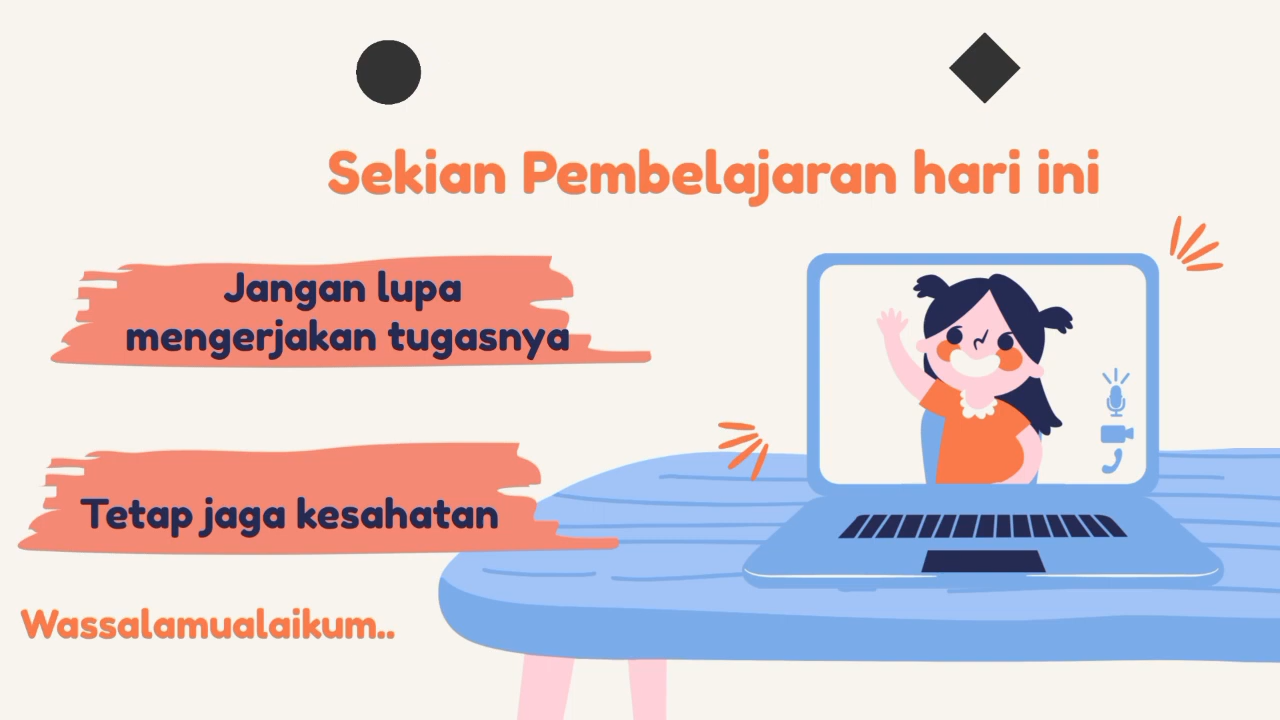 Sekian Pembelajaran hari ini
Jangan lupa
mengerjakan tugasnya
Tetap jaga kesahatan
Wassalamualaikum..